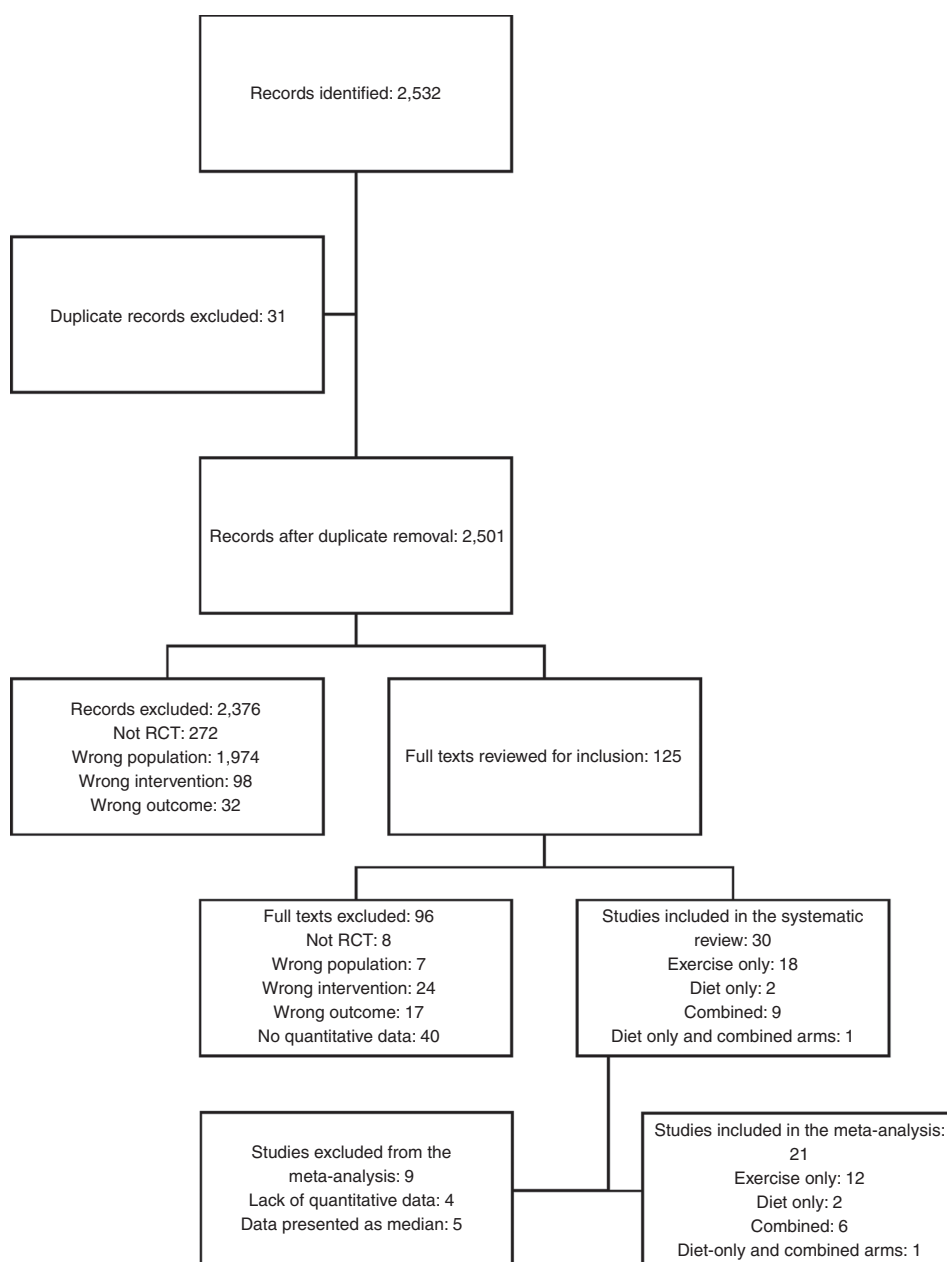 Records identified: 2,532
Duplicate records excluded: 31
Records after duplicate removal: 2,501
Records excluded: 2,376
Not RCT: 272
Wrong population: 1,974
Wrong intervention: 98
Wrong outcome: 32
Full texts reviewed for inclusion: 125
Full texts excluded: 96
Not RCT: 8
Wrong population: 7
Wrong intervention: 24
Wrong outcome: 17
No quantitative data: 40
Studies included in the systematic
review: 30
Exercise only: 18
Diet only: 2
Combined: 9
Diet only and combined arms: 1
Studies excluded from the
meta-analysis: 9
Lack of quantitative data: 4
Data presented as median: 5
Studies included in the meta-analysis:
21
Exercise only: 12
Diet only: 2
Combined: 6
Diet-only and combined arms: 1